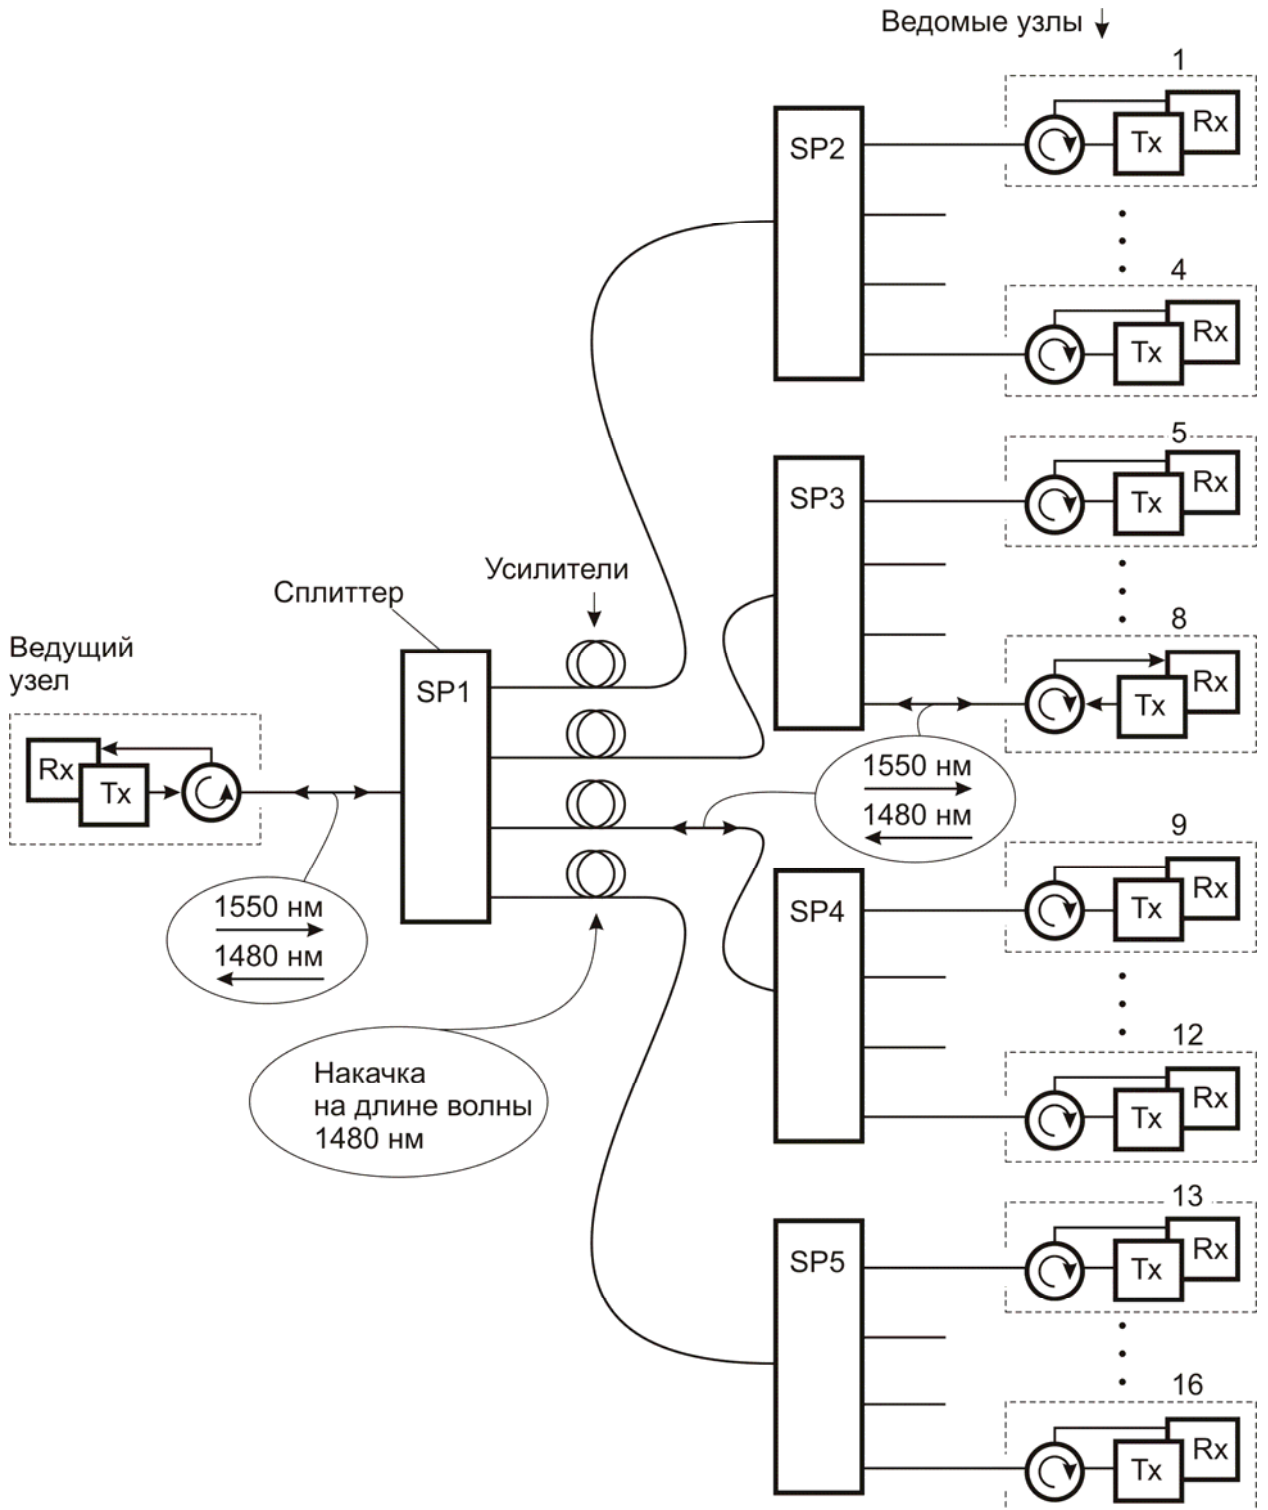 Ведомые узлы
1
SP2
Rx
Tx
4
Rx
Tx
5
SP3
Rx
Tx
Усилители
Сплиттер
8
Ведущий
узел
SP1
Rx
Tx
Rx
Tx
1550 нм
1480 нм
9
1550 нм
1480 нм
SP4
Rx
Tx
Накачка
на длине волны
1480 нм
12
Rx
Tx
13
SP5
Rx
Tx
16
Rx
Tx